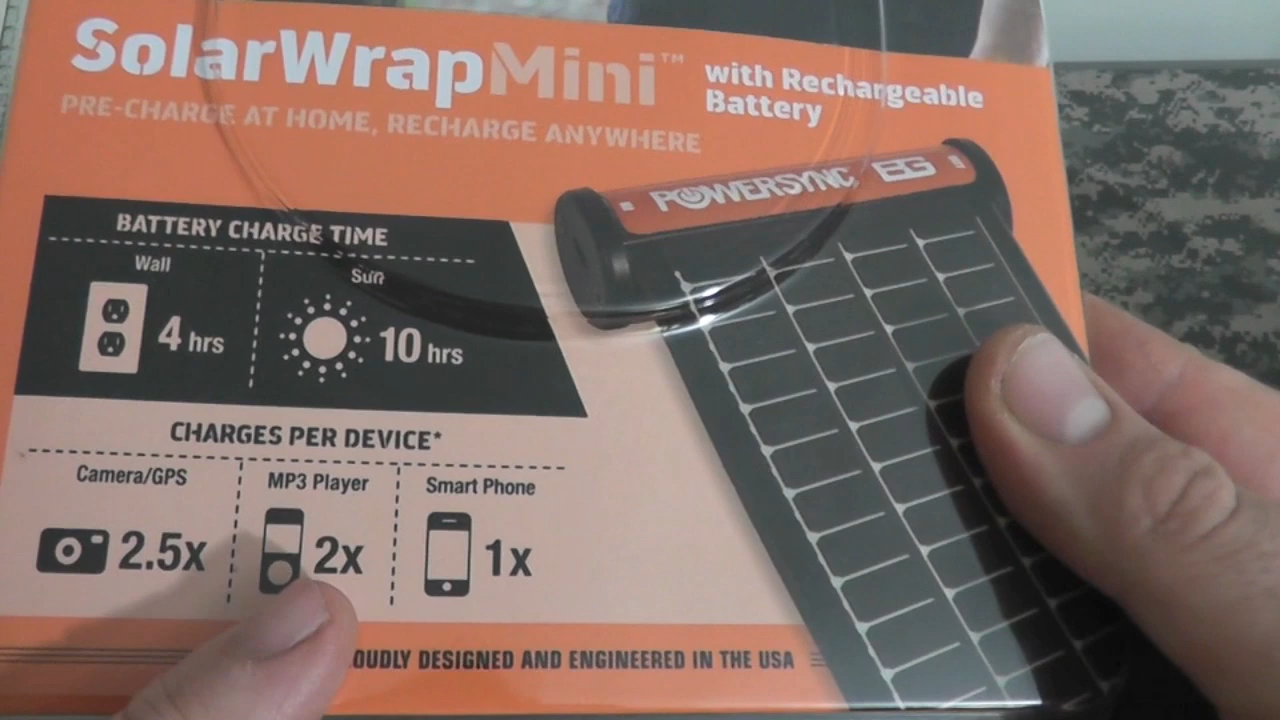 SolarWrapMini™
with Rechargeable
Battery
PRE-CHARGE AT HOME, RECHARGE ANYWHERE
POWERSYNC BG
BATTERY CHARGE TIME
Wall
Sun
4 hrs
10 hrs
CHARGES PER DEVICE*
Camera/GPS
MP3 Player
Smart Phone
2.5x
2x
1x
OUDLY DESIGNED AND ENGINEERED IN THE USA